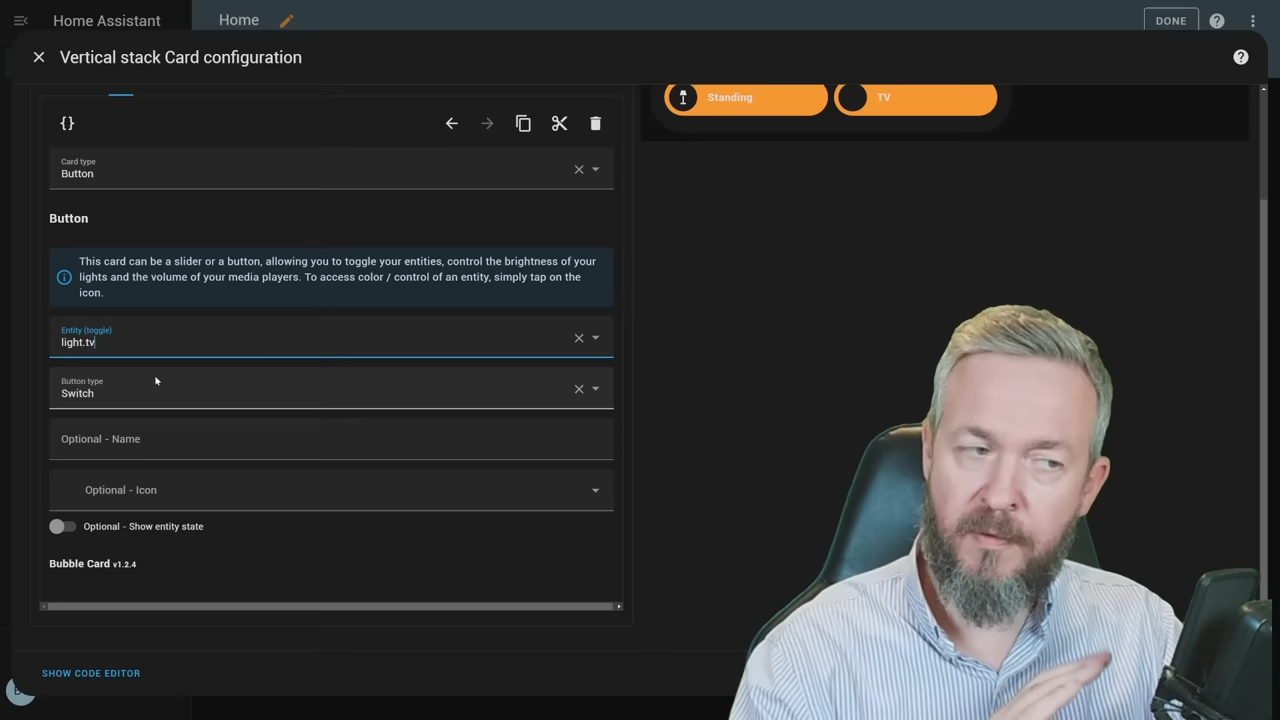 Home Assistant
Home
DONE
Vertical stack Card configuration
Standing
TV
{}
Card type
Button
Button
This card can be a slider or a button, allowing you to toggle your entities, control the brightness of your
lights and the volume of your media players. To access color / control of an entity, simply tap on the
icon.
Entity (toggle)
light.tv
Button type
Switch
Optional - Name
Optional - Icon
Optional - Show entity state
Bubble Card v1.2.4
SHOW CODE EDITOR